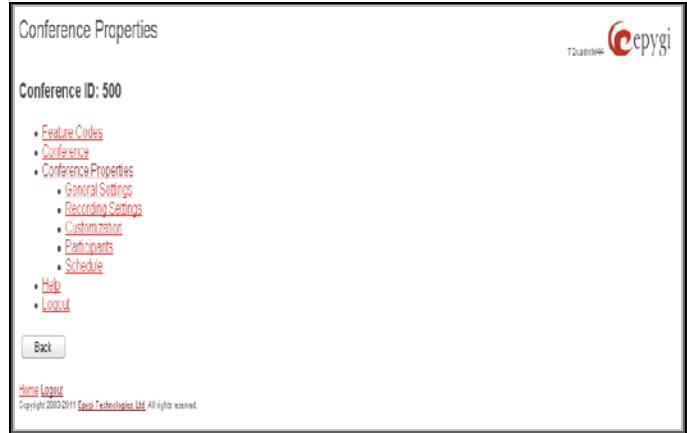 Conference Properties
epygi
Conference ID: 500
Feature Codes
Conference
Conference Properties
General Settings
Recording Settings
Customization
Participants
Schedule
Help
Logout
Back
Home Logout
Copyright 2003-2011 Epygi Technologies, Ltd. All rights reserved.